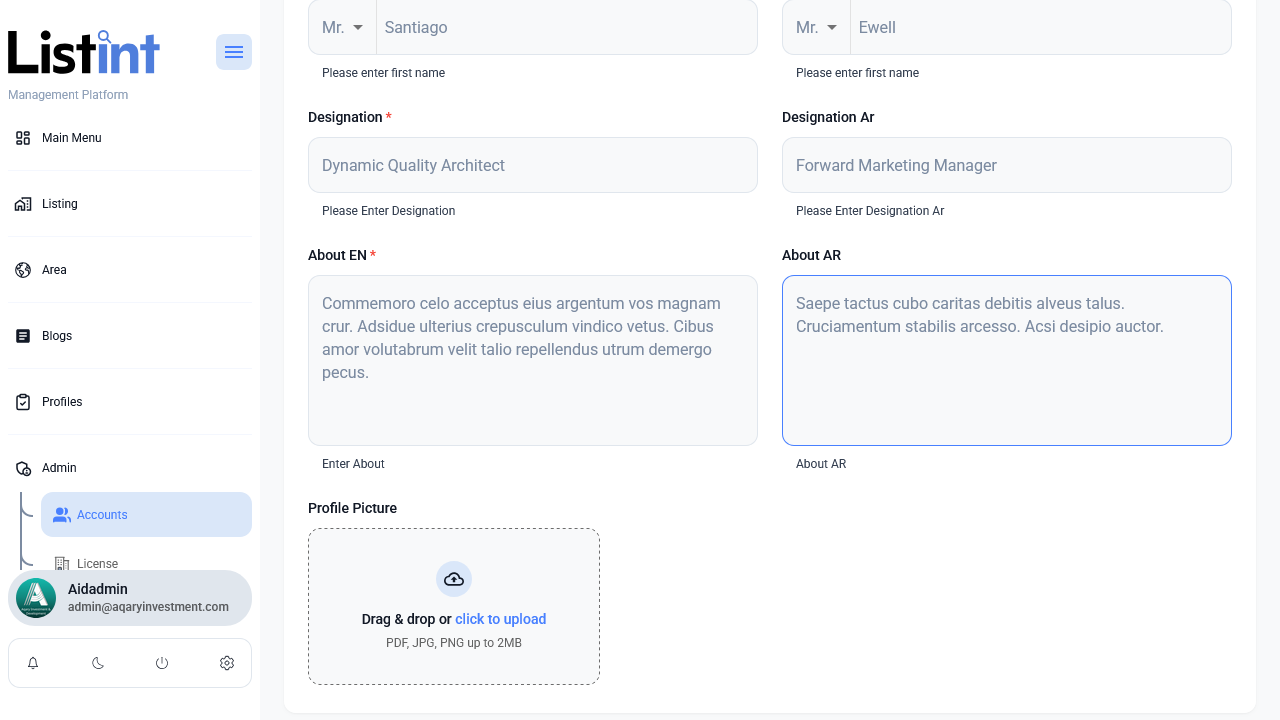 Listint
Management Platform
Main Menu
Listing
Area
Blogs
Profiles
Admin
Accounts
License
Aidadmin
admin@aqaryinvestment.com
Mr. Santiago
Please enter first name
Mr. Ewell
Please enter first name
Designation *
Dynamic Quality Architect
Please Enter Designation
Designation Ar
Forward Marketing Manager
Please Enter Designation Ar
About EN *
Commemoro celo acceptus eius argentum vos magnam
crur. Adsidue ulterius crepusculum vindico vetus. Cibus
amor volutabrum velit talio repellendus utrum demergo
pecus.
Enter About
About AR
Saepe tactus cubo caritas debitis alveus talus.
Cruciamentum stabilis arcesso. Acsi desipio auctor.
About AR
Profile Picture
Drag & drop or click to upload
PDF, JPG, PNG up to 2MB